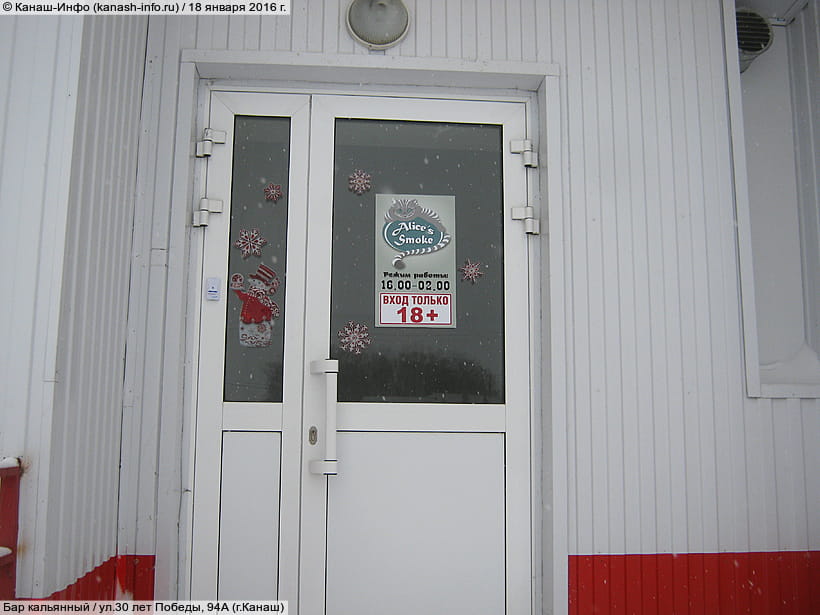 © Канаш-Инфо (kanash-info.ru) / 18 января 2016 г.
Alice's
Smoke
Режим работы:
16.00-02.00
ВХОД ТОЛЬКО
18+
Бар кальянный / ул.30 лет Победы, 94А (г.Канаш)